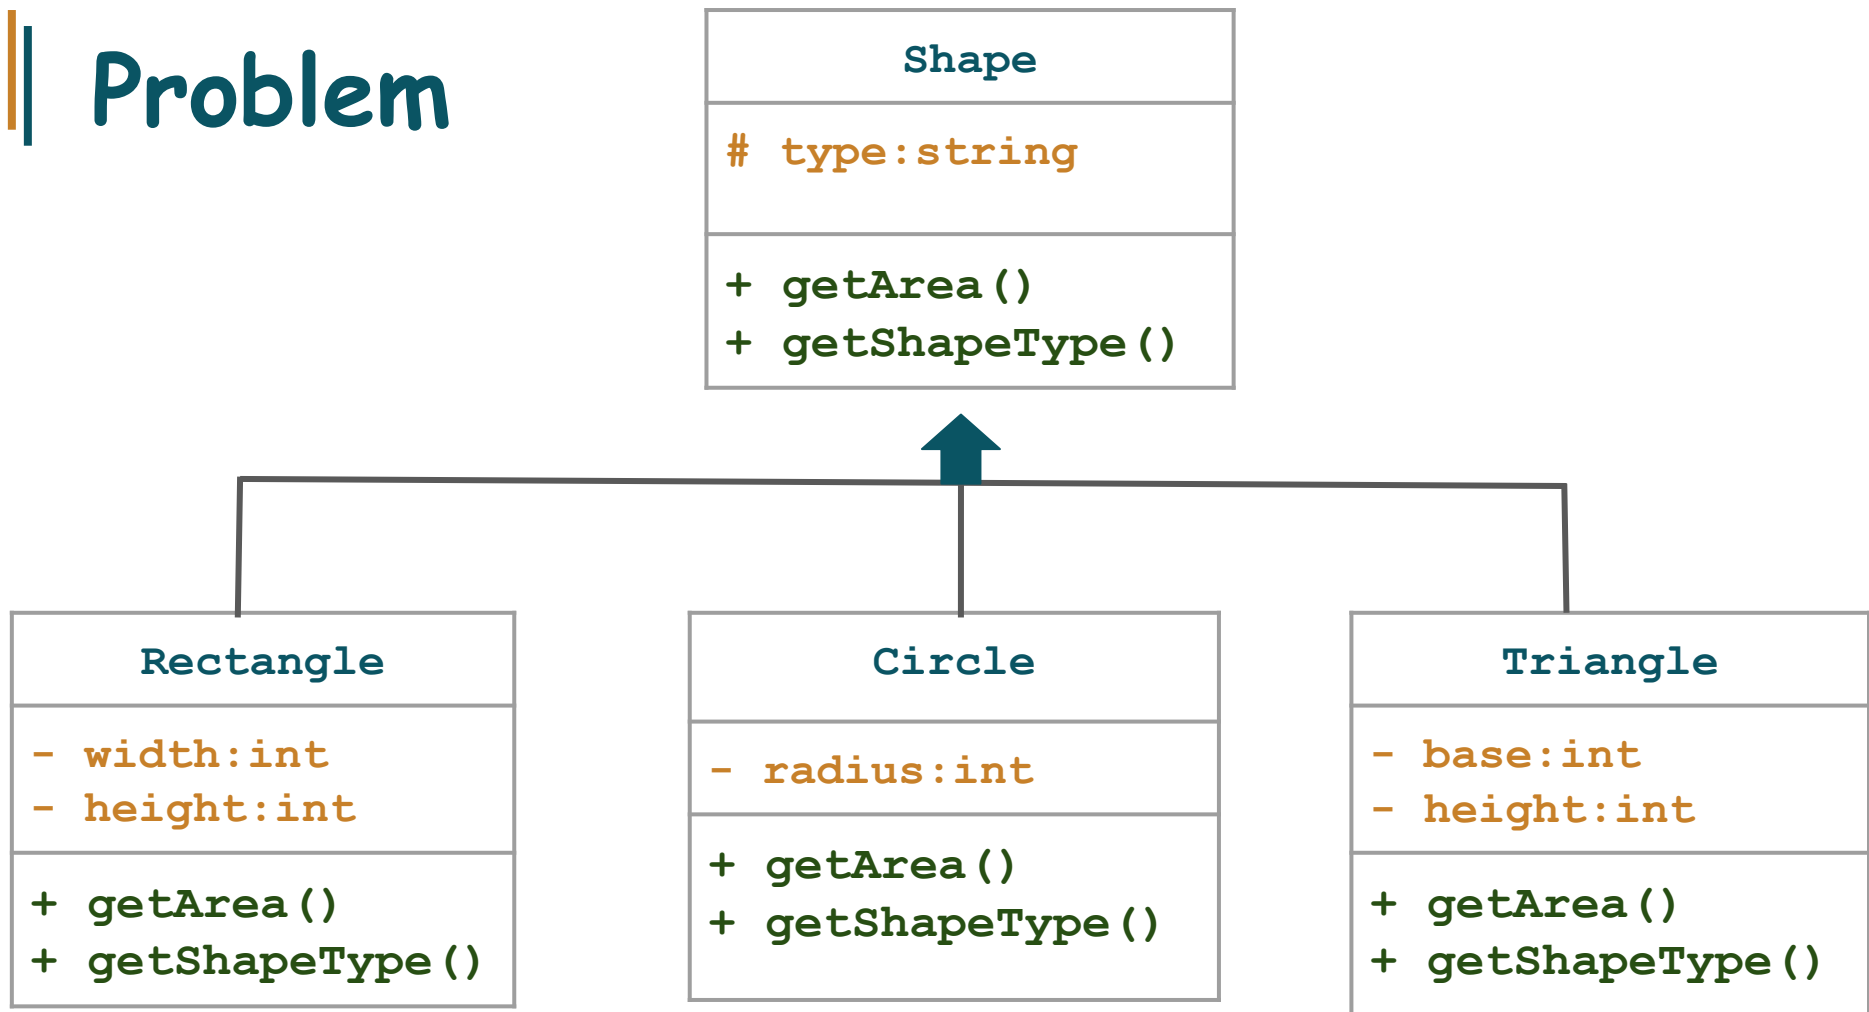 Problem
Shape
# type:string
+ getArea()
+ getShapeType()
Rectangle
- width:int
- height:int
+ getArea()
+ getShapeType()
Circle
- radius:int
+ getArea()
+ getShapeType()
Triangle
- base:int
- height:int
+ getArea()
+ getShapeType()